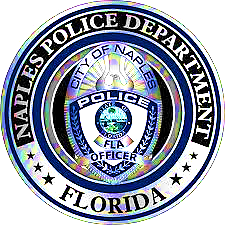 NAPLES POLICE DEPARTMENT
CITY OF NAPLES
POLICE
FLA
OFFICER
FLORIDA